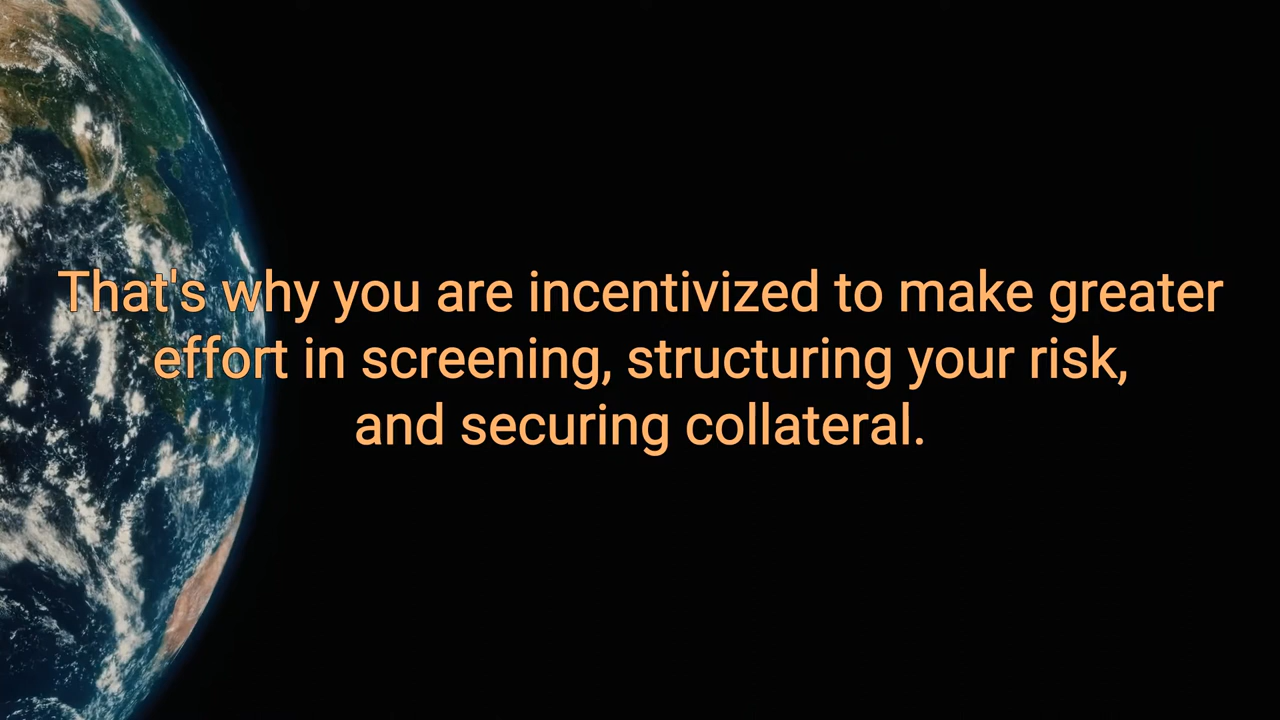 That's why you are incentivized to make greater
effort in screening, structuring your risk,
and securing collateral.